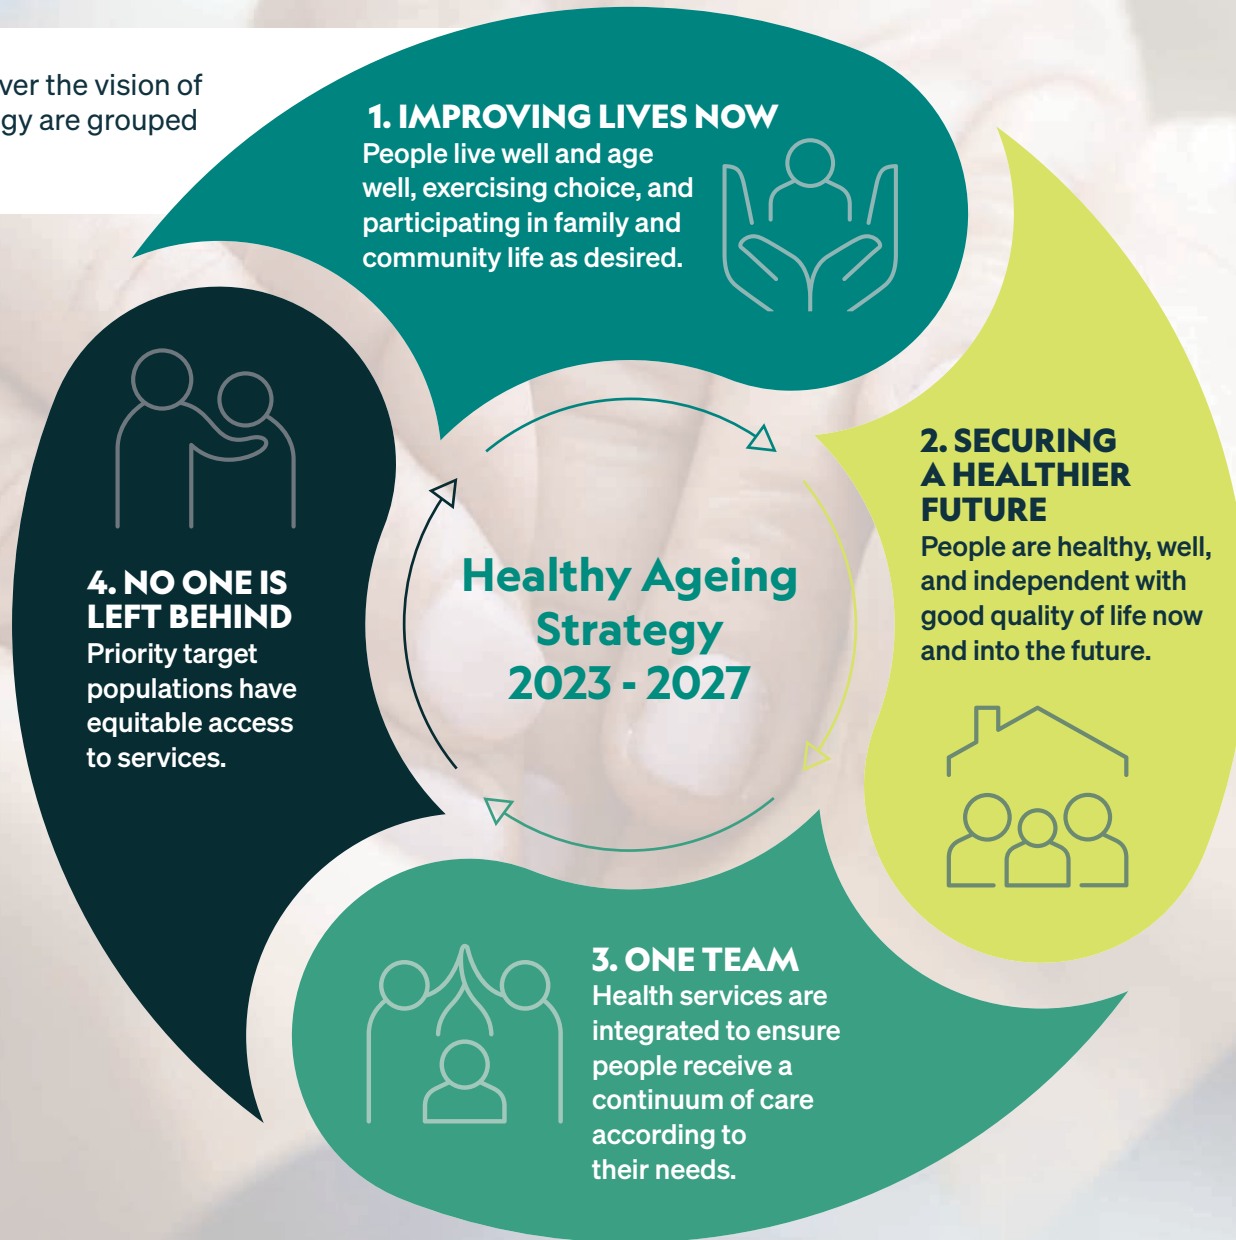 ver the vision of
gy are grouped
1. IMPROVING LIVES NOW
People live well and age
well, exercising choice, and
participating in family and
community life as desired.
2. SECURING
A HEALTHIER
FUTURE
People are healthy, well,
and independent with
good quality of life now
and into the future.
3. ONE TEAM
Health services are
integrated to ensure
people receive a
continuum of care
according to
their needs.
4. NO ONE IS
LEFT BEHIND
Priority target
populations have
equitable access
to services.
Healthy Ageing
Strategy
2023 - 2027